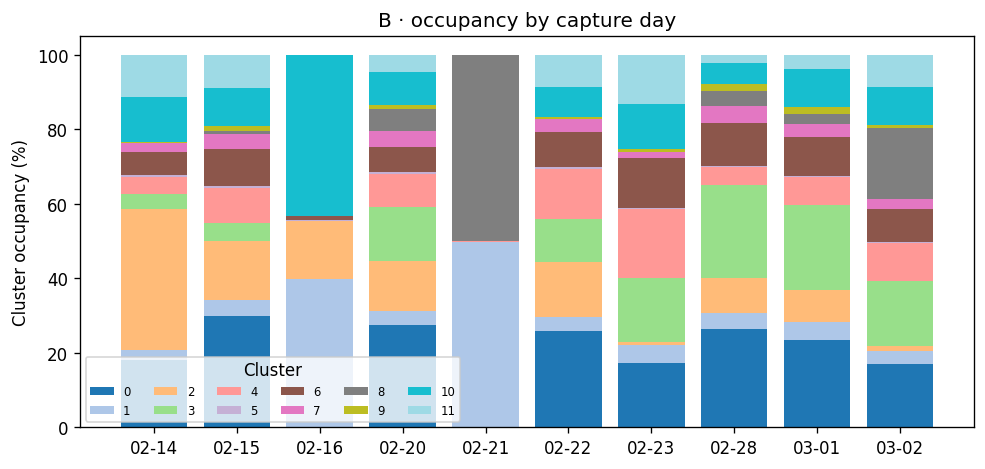 B · occupancy by capture day
Cluster occupancy (%)
100
80
60
40
20
0
Cluster
0 2 4 6 8 10
1 3 5 7 9 11
02-14 02-15 02-16 02-20 02-21 02-22 02-23 02-28 03-01 03-02